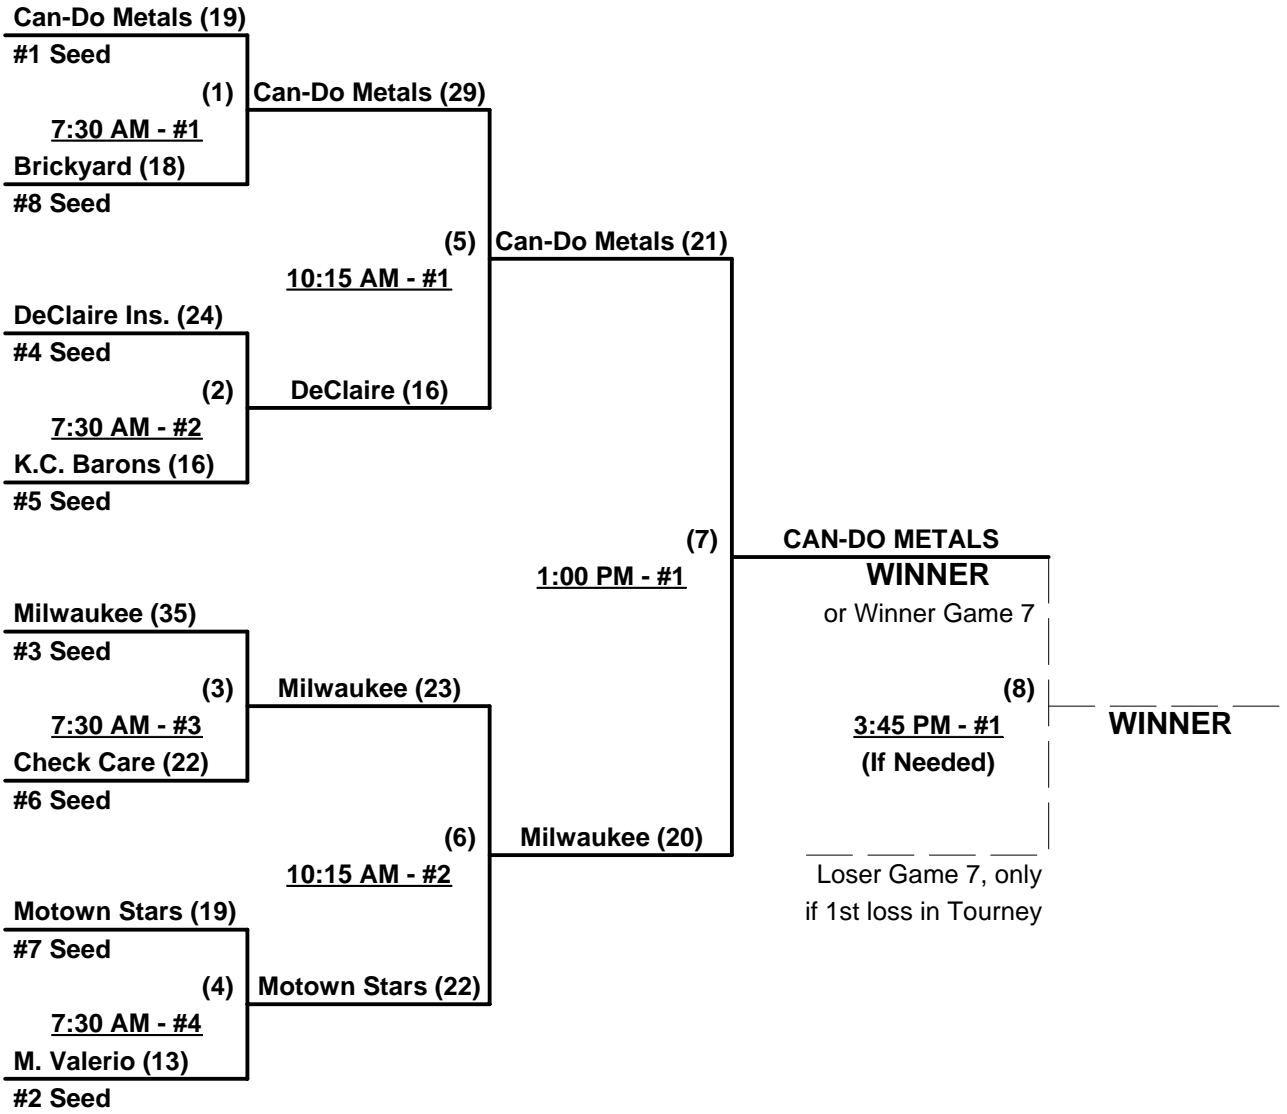 Can-Do Metals (19)
#1 Seed
(1)
7:30 AM - #1
Brickyard (18)
#8 Seed
Can-Do Metals (29)
DeClaire Ins. (24)
#4 Seed
(2)
7:30 AM - #2
K.C. Barons (16)
#5 Seed
DeClaire (16)
(5)
10:15 AM - #1
Can-Do Metals (21)
Milwaukee (35)
#3 Seed
(3)
7:30 AM - #3
Check Care (22)
#6 Seed
Milwaukee (23)
Motown Stars (19)
#7 Seed
(4)
7:30 AM - #4
M. Valerio (13)
#2 Seed
Motown Stars (22)
(6)
10:15 AM - #2
Milwaukee (20)
(7)
1:00 PM - #1
CAN-DO METALS
WINNER
or Winner Game 7
(8)
3:45 PM - #1
(If Needed)
Loser Game 7, only
if 1st loss in Tourney
WINNER